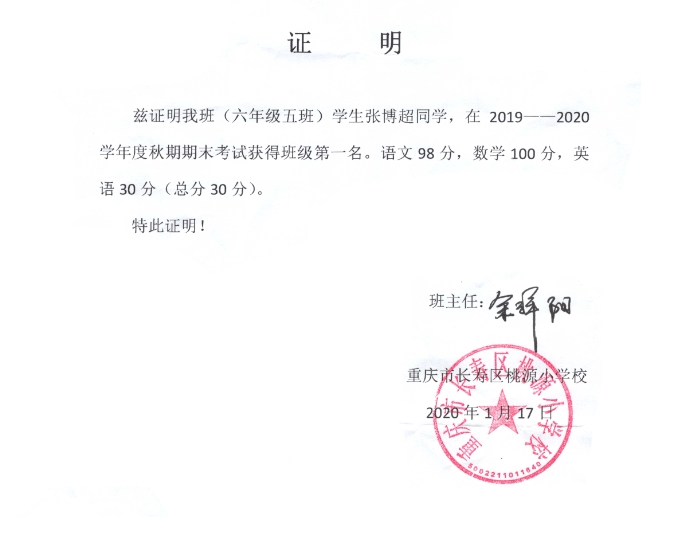 证 明
兹证明我班（六年级五班）学生张博超同学，在 2019——2020
学年度秋期期末考试获得班级第一名。语文 98 分，数学 100 分，英
语 30 分（总分 30 分）。
特此证明！
班主任：余辉阳
重庆市长寿区桃源小学校
2020 年 1 月 17 日
重庆市长寿区桃源小学校
5002211011640